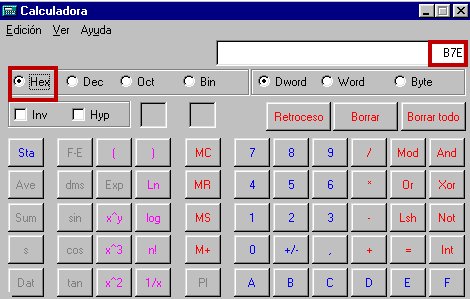 Calculadora
Edición Ver Ayuda
B7E
Hex Dec Oct Bin Dword Word Byte
Inv Hyp Retroceso Borrar Borrar todo
Sta F-E ( ) MC 7 8 9 / Mod And
Ave dms Exp Ln MR 4 5 6 * Or Xor
Sum sin x^y log MS 1 2 3 - Lsh Not
s cos x^3 n! M+ 0 +/- , + = Int
Dat tan x^2 1/x PI A B C D E F